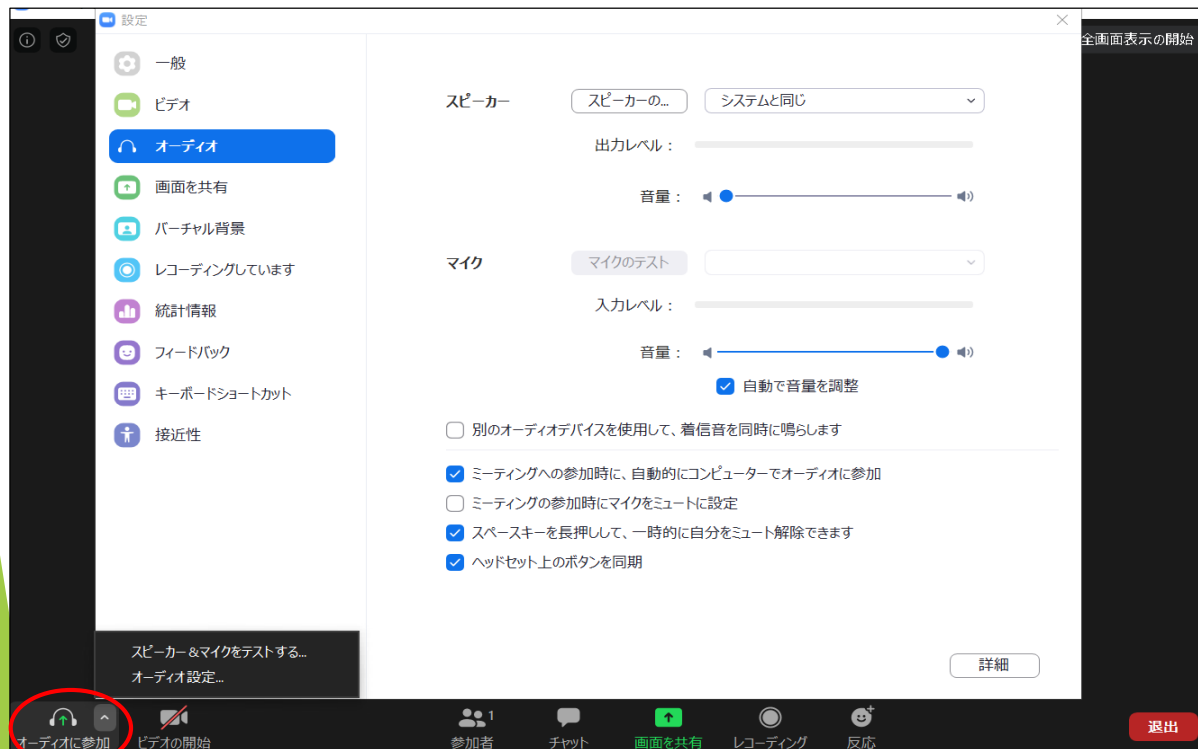 設定
全画面表示の開始
一般
ビデオ
オーディオ
画面を共有
バーチャル背景
レコーディングしています
統計情報
フィードバック
キーボードショートカット
接近性
スピーカー
スピーカーの...
システムと同じ
出力レベル：
音量：
マイク
マイクのテスト
入力レベル：
音量：
自動で音量を調整
別のオーディオデバイスを使用して、着信音を同時に鳴らします
ミーティングへの参加時に、自動的にコンピューターでオーディオに参加
ミーティングの参加時にマイクをミュートに設定
スペースキーを長押しして、一時的に自分をミュート解除できます
ヘッドセット上のボタンを同期
詳細
スピーカー&マイクをテストする...
オーディオ設定...
オーディオに参加
ビデオの開始
1
参加者
チャット
画面を共有
レコーディング
反応
退出